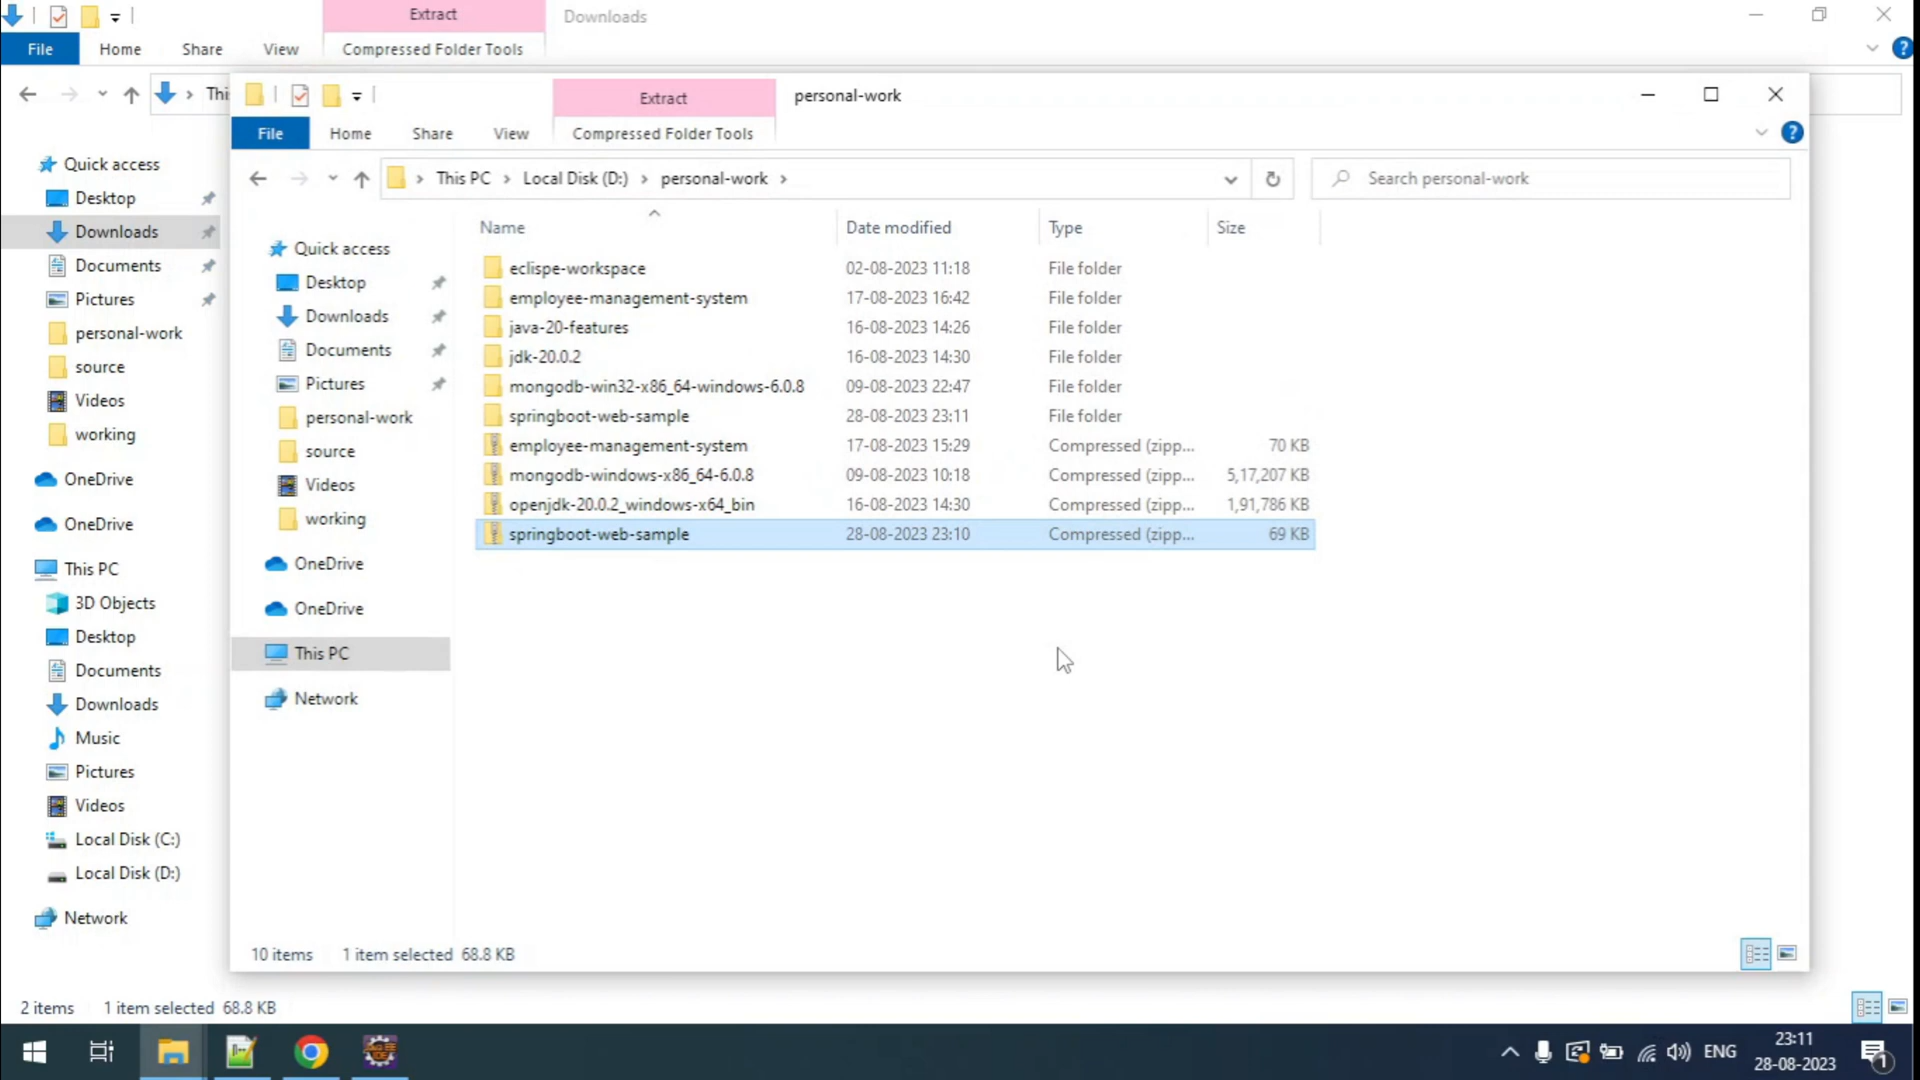 Extract
Downloads
File
Home
Share
View
Compressed Folder Tools
Thi
Quick access
Desktop
Downloads
Documents
Pictures
personal-work
source
Videos
working
OneDrive
OneDrive
This PC
3D Objects
Desktop
Documents
Downloads
Music
Pictures
Videos
Local Disk (C:)
Local Disk (D:)
Network
2 items 1 item selected 68.8 KB
Extract
personal-work
File
Home
Share
View
Compressed Folder Tools
This PC > Local Disk (D:) > personal-work >
Search personal-work
Quick access
Desktop
Downloads
Documents
Pictures
personal-work
source
Videos
working
OneDrive
OneDrive
This PC
Network
Name Date modified Type Size
eclispe-workspace 02-08-2023 11:18 File folder
employee-management-system 17-08-2023 16:42 File folder
java-20-features 16-08-2023 14:26 File folder
jdk-20.0.2 16-08-2023 14:30 File folder
mongodb-win32-x86_64-windows-6.0.8 09-08-2023 22:47 File folder
springboot-web-sample 28-08-2023 23:11 File folder
employee-management-system 17-08-2023 15:29 Compressed (zipp... 70 KB
mongodb-windows-x86_64-6.0.8 09-08-2023 10:18 Compressed (zipp... 5,17,207 KB
openjdk-20.0.2_windows-x64_bin 16-08-2023 14:30 Compressed (zipp... 1,91,786 KB
springboot-web-sample 28-08-2023 23:10 Compressed (zipp... 69 KB
10 items 1 item selected 68.8 KB
ENG
23:11
28-08-2023
1